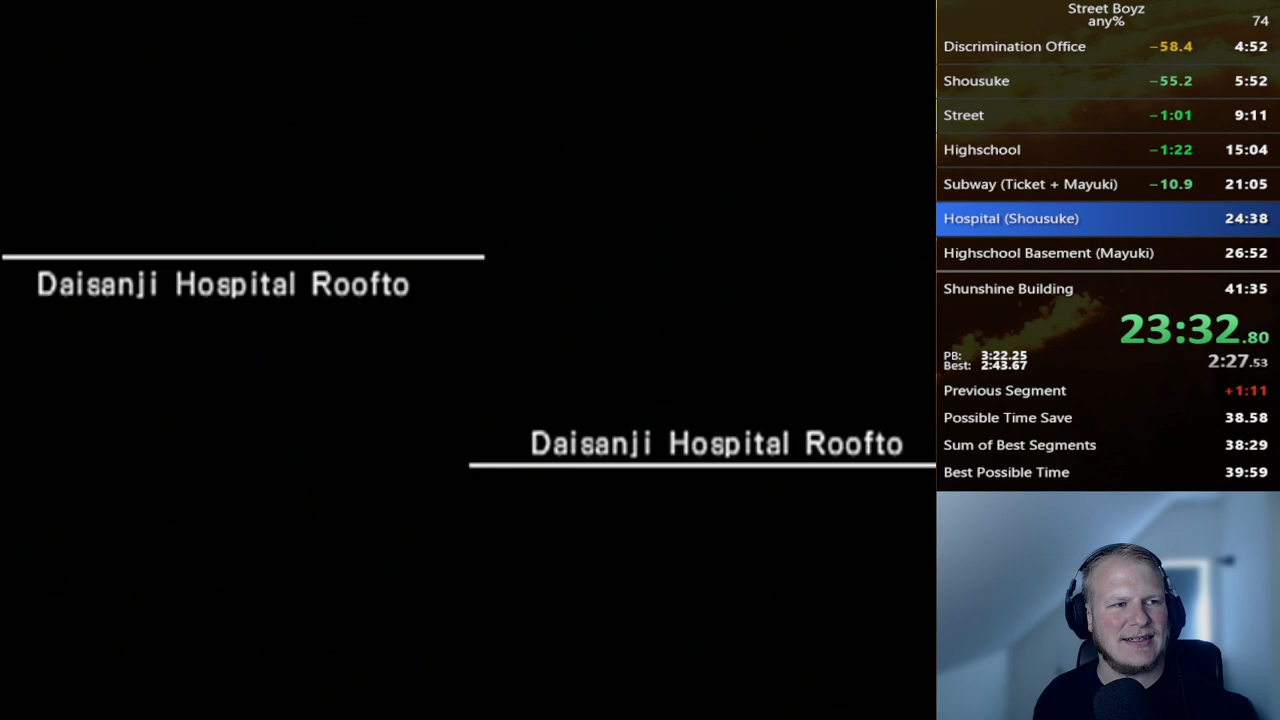 Daisanji Hospital Roofto
Daisanji Hospital Roofto
Street Boyz
any% 74
Discrimination Office -58.4 4:52
Shousuke -55.2 5:52
Street -1:01 9:11
Highschool -1:22 15:04
Subway (Ticket + Mayuki) -10.9 21:05
Hospital (Shousuke) 24:38
Highschool Basement (Mayuki) 26:52
Shunshine Building 41:35
23:32.80
PB: 3:22.25
Best: 2:43.67
2:27.53
Previous Segment +1:11
Possible Time Save 38.58
Sum of Best Segments 38:29
Best Possible Time 39:59